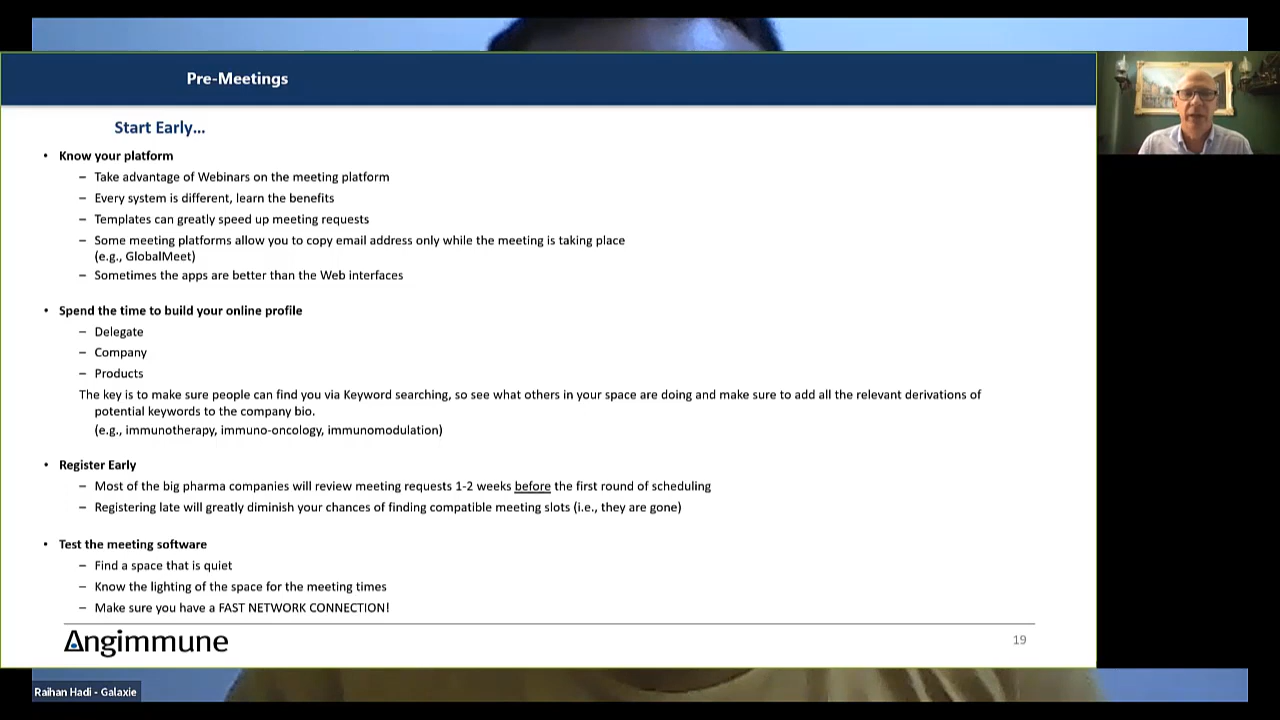 Pre-Meetings
Start Early...
• Know your platform
– Take advantage of Webinars on the meeting platform
– Every system is different, learn the benefits
– Templates can greatly speed up meeting requests
– Some meeting platforms allow you to copy email address only while the meeting is taking place
(e.g., GlobalMeet)
– Sometimes the apps are better than the Web interfaces
• Spend the time to build your online profile
– Delegate
– Company
– Products
The key is to make sure people can find you via Keyword searching, so see what others in your space are doing and make sure to add all the relevant derivations of
potential keywords to the company bio.
(e.g., immunotherapy, immuno-oncology, immunomodulation)
• Register Early
– Most of the big pharma companies will review meeting requests 1-2 weeks before the first round of scheduling
– Registering late will greatly diminish your chances of finding compatible meeting slots (i.e., they are gone)
• Test the meeting software
– Find a space that is quiet
– Know the lighting of the space for the meeting times
– Make sure you have a FAST NETWORK CONNECTION!
Angimmune
19
Raihan Hadi - Galaxie